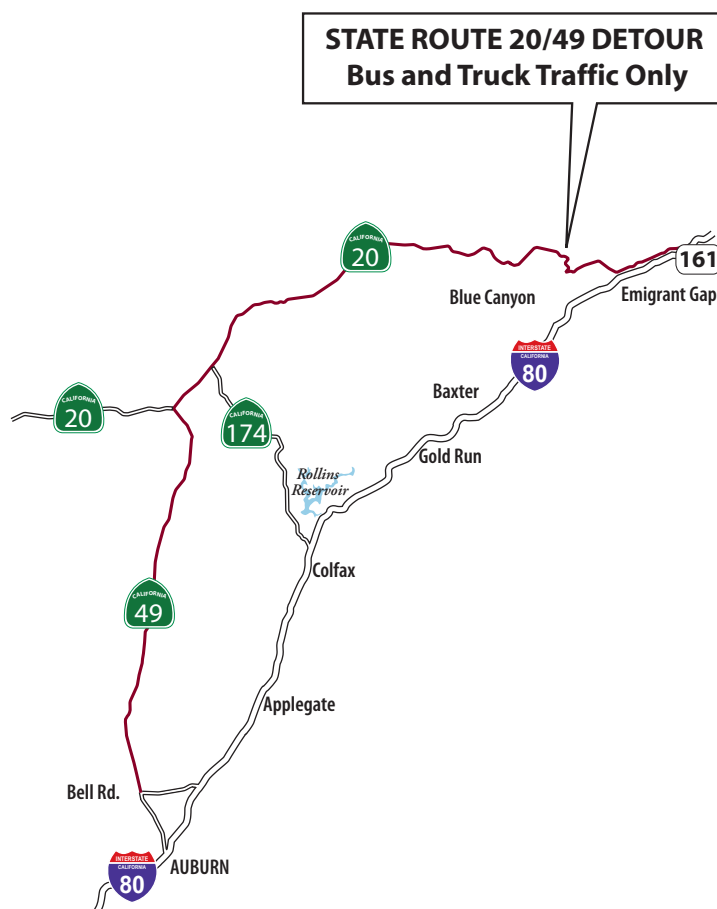 STATE ROUTE 20/49 DETOUR
Bus and Truck Traffic Only
CALIFORNIA
20
161
Blue Canyon
Emigrant Gap
INTERSTATE
CALIFORNIA
80
Baxter
CALIFORNIA
20
CALIFORNIA
174
Gold Run
Rollins
Reservoir
Colfax
CALIFORNIA
49
Applegate
Bell Rd.
INTERSTATE
CALIFORNIA
80
AUBURN